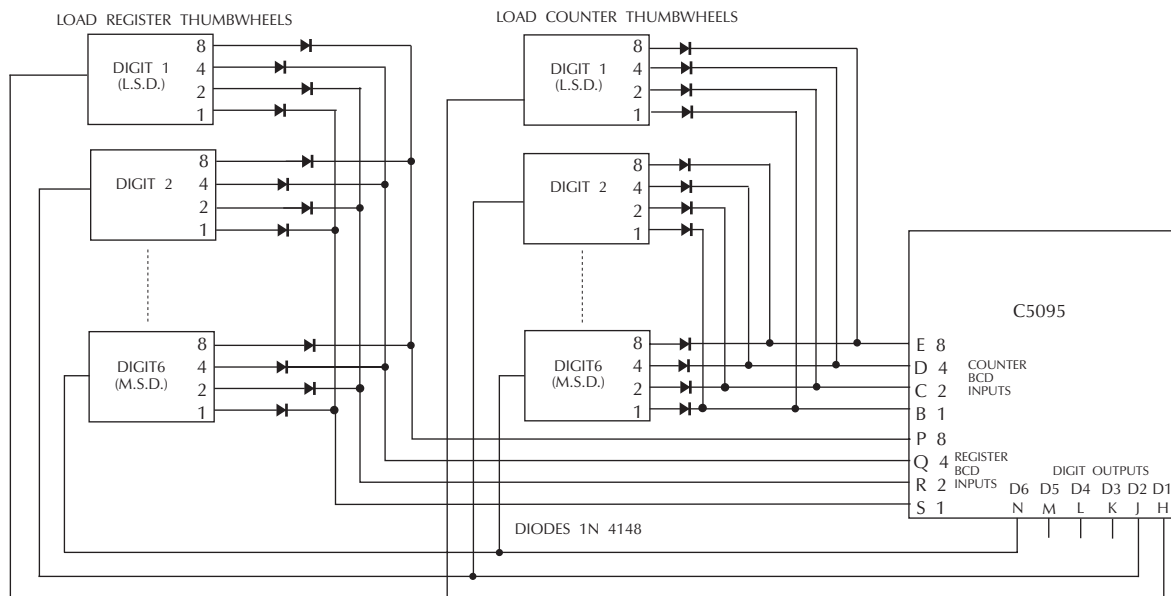 LOAD REGISTER THUMBWHEELS
LOAD COUNTER THUMBWHEELS
DIGIT 1
(L.S.D.)
8
4
2
1
DIGIT 2
8
4
2
1
DIGIT6
(M.S.D.)
8
4
2
1
DIGIT 1
(L.S.D.)
8
4
2
1
DIGIT 2
8
4
2
1
DIGIT6
(M.S.D.)
8
4
2
1
C5095
E 8
D 4
C 2
B 1
COUNTER
BCD
INPUTS
P 8
Q 4
R 2
S 1
REGISTER
BCD
INPUTS
DIGIT OUTPUTS
D6 D5 D4 D3 D2 D1
N M L K J H
DIODES 1N 4148